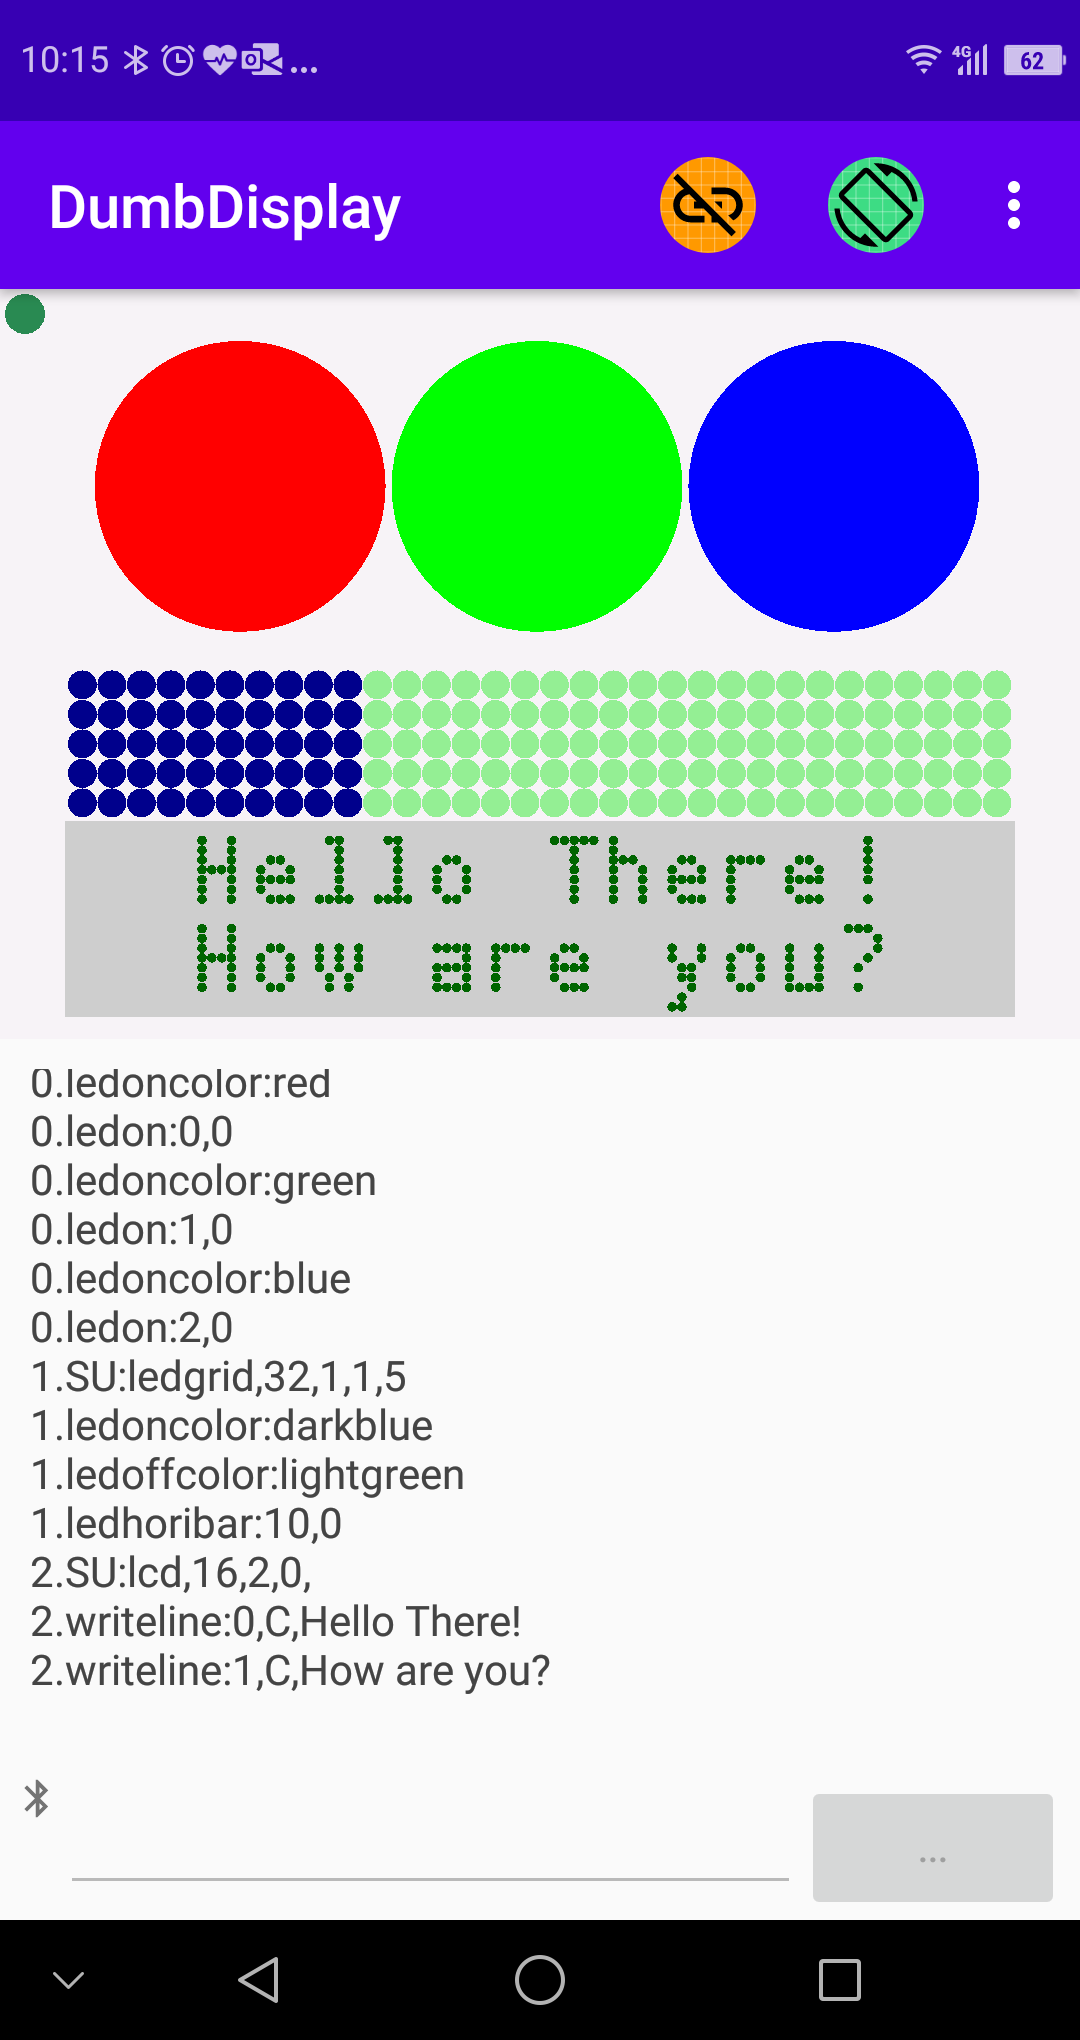 10:15 ... 4G 62
DumbDisplay
Hello There!
How are you?
0.ledoncolor:red
0.ledon:0,0
0.ledoncolor:green
0.ledon:1,0
0.ledoncolor:blue
0.ledon:2,0
1.SU:ledgrid,32,1,1,5
1.ledoncolor:darkblue
1.ledoffcolor:lightgreen
1.ledhoribar:10,0
2.SU:lcd,16,2,0,
2.writeline:0,C,Hello There!
2.writeline:1,C,How are you?
...